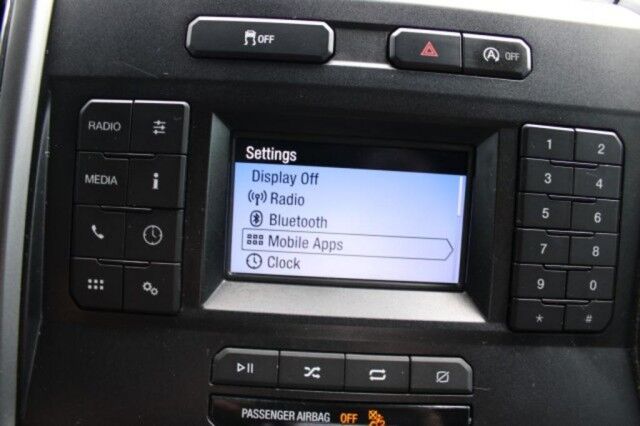 OFF
OFF
RADIO
MEDIA
Settings
Display Off
Radio
Bluetooth
Mobile Apps
Clock
1 2
3 4
5 6
7 8
9 0
* #
PASSENGER AIRBAG OFF